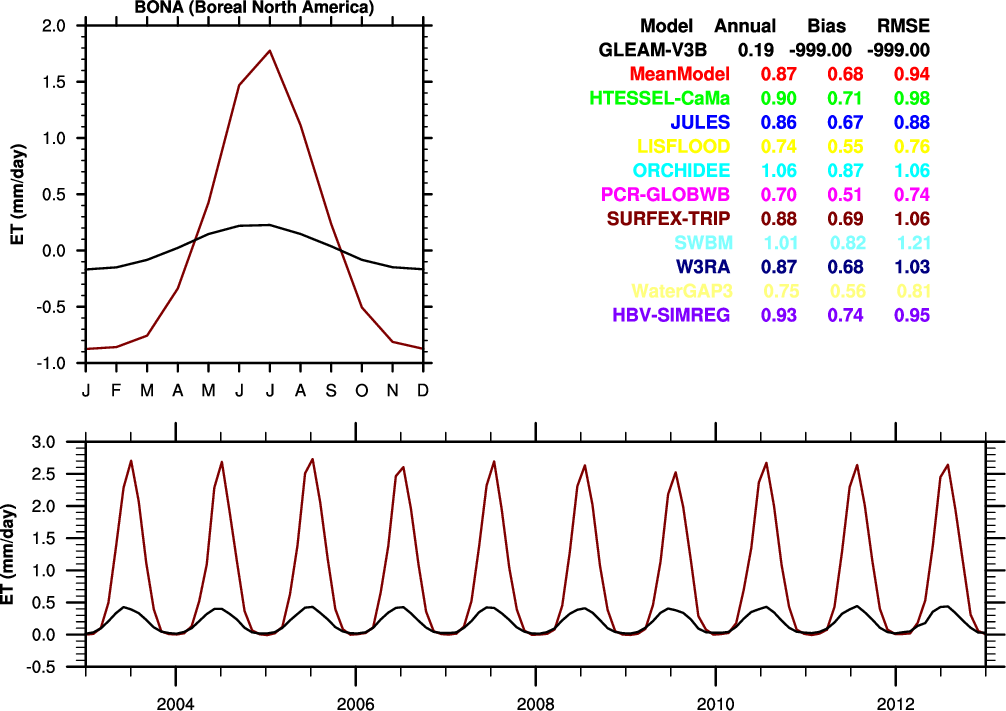 BONA (Boreal North America)
2.0
1.5
1.0
0.5
0.0
-0.5
-1.0
ET (mm/day)
J F M A M J J A S O N D
Model Annual Bias RMSE
GLEAM-V3B 0.19 -999.00 -999.00
MeanModel 0.87 0.68 0.94
HTESSEL-CaMa 0.90 0.71 0.98
JULES 0.86 0.67 0.88
LISFLOOD 0.74 0.55 0.76
ORCHIDEE 1.06 0.87 1.06
PCR-GLOBWB 0.70 0.51 0.74
SURFEX-TRIP 0.88 0.69 1.06
SWBM 1.01 0.82 1.21
W3RA 0.87 0.68 1.03
WaterGAP3 0.75 0.56 0.81
HBV-SIMREG 0.93 0.74 0.95
3.0
2.5
2.0
1.5
1.0
0.5
0.0
-0.5
ET (mm/day)
2004 2006 2008 2010 2012